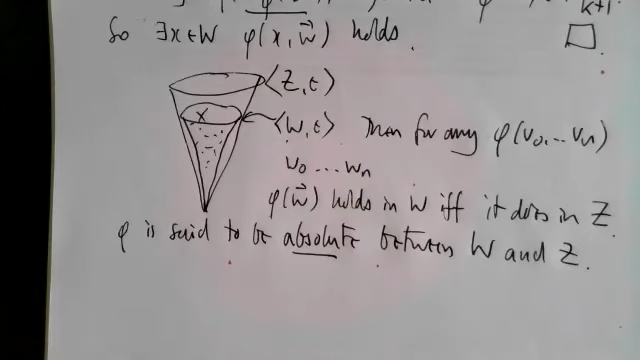 k+1
So ∃x∈W φ(x, w⃗) holds. □
⟨Z, ∈⟩
x ⟨W, ∈⟩ Then for any φ(v₀,...vₙ)
w₀ ... wₙ
φ(w⃗) holds in W iff it does in Z.
φ is said to be absolute between W and Z.